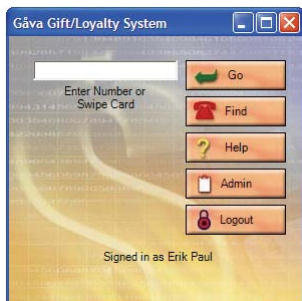 Gåva Gift/Loyalty System
Go
Enter Number or
Swipe Card
Find
Help
Admin
Logout
Signed in as Erik Paul